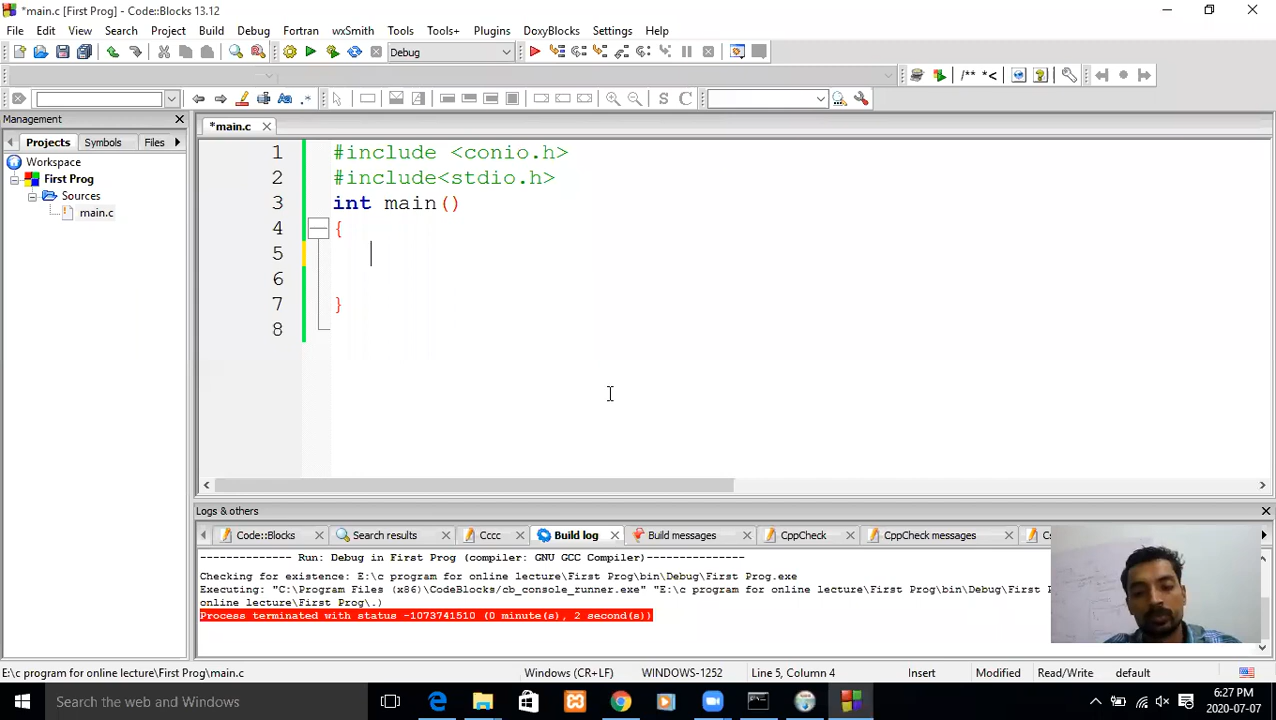 *main.c [First Prog] - Code::Blocks 13.12
File Edit View Search Project Build Debug Fortran wxSmith Tools Tools+ Plugins DoxyBlocks Settings Help
Debug
/** *<
S C
Management
*main.c
Projects Symbols Files
Workspace
First Prog
Sources
main.c
1 #include <conio.h>
2 #include<stdio.h>
3 int main()
4 {
5
6
7 }
8
Logs & others
Code::Blocks Search results Cccc Build log Build messages CppCheck CppCheck messages
-------------- Run: Debug in First Prog (compiler: GNU GCC Compiler)---------------
Checking for existence: E:\c program for online lecture\First Prog\bin\Debug\First Prog.exe
Executing: "C:\Program Files (x86)\CodeBlocks/cb_console_runner.exe" "E:\c program for online lecture\First Prog\bin\Debug\First
online lecture\First Prog\.)
Process terminated with status -1073741510 (0 minute(s), 2 second(s))
E:\c program for online lecture\First Prog\main.c Windows (CR+LF) WINDOWS-1252 Line 5, Column 4 Insert Modified Read/Write default
Search the web and Windows
6:27 PM
2020-07-07